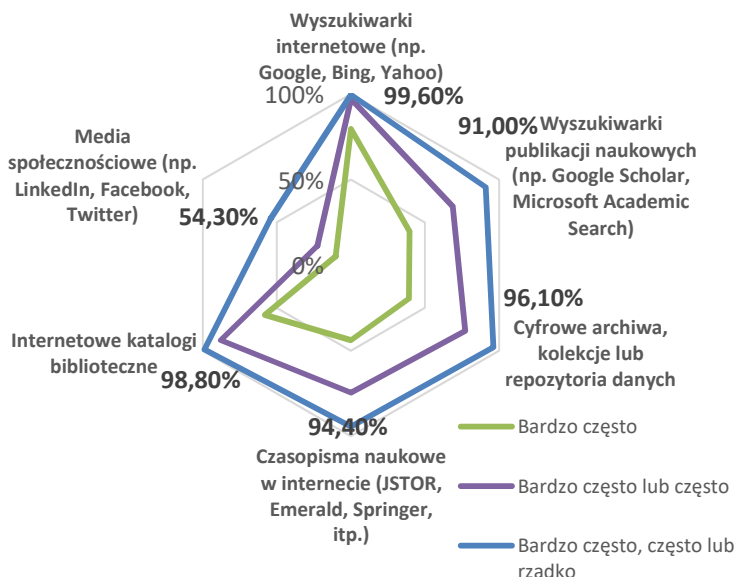 Wyszukiwarki
internetowe (np.
Google, Bing, Yahoo)
100%
99,60%
91,00%
Wyszukiwarki
publikacji naukowych
(np. Google Scholar,
Microsoft Academic
Search)
Media
społecznościowe (np.
LinkedIn, Facebook,
Twitter)
54,30%
50%
0%
96,10%
Cyfrowe archiwa,
kolekcje lub
repozytoria danych
Internetowe katalogi
biblioteczne
98,80%
94,40%
Czasopisma naukowe
w internecie (JSTOR,
Emerald, Springer,
itp.)
Bardzo często
Bardzo często lub często
Bardzo często, często lub
rzadko